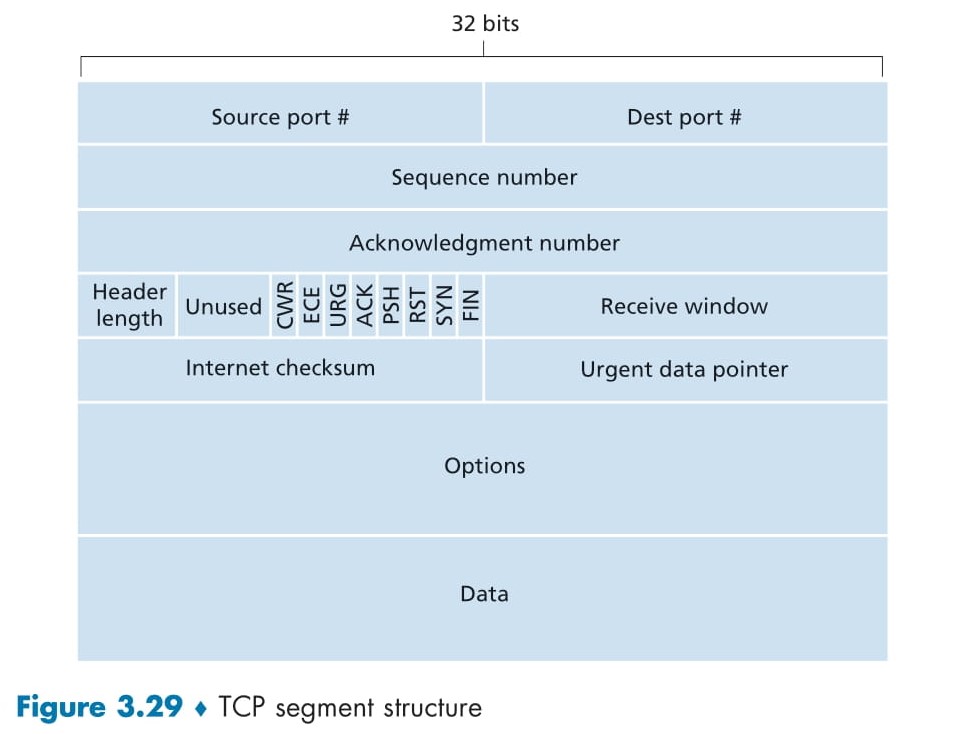 32 bits
Source port #
Dest port #
Sequence number
Acknowledgment number
Header
length
Unused
CWR
ECE
URG
ACK
PSH
RST
SYN
FIN
Receive window
Internet checksum
Urgent data pointer
Options
Data
Figure 3.29 ♦ TCP segment structure